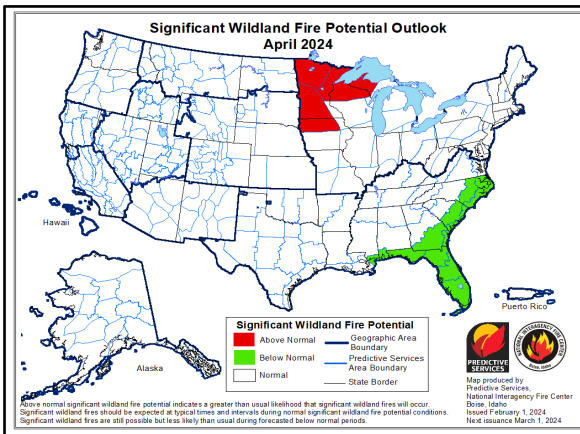 Significant Wildland Fire Potential Outlook
April 2024
Hawaii
Alaska
Puerto Rico
Significant Wildland Fire Potential
Above Normal
Below Normal
Normal
Geographic Area
Boundary
Predictive Services
Area Boundary
State Border
PREDICTIVE
SERVICES
NATIONAL INTERAGENCY FIRE CENTER
Boise, Idaho
Map produced by
Predictive Services,
National Interagency Fire Center
Boise, Idaho
Issued February 1, 2024
Next issuance March 1, 2024
Above normal significant wildland fire potential indicates a greater than usual likelihood that significant wildland fires will occur.
Significant wildland fires should be expected at typical times and intervals during normal significant wildland fire potential conditions.
Significant wildland fires are still possible but less likely than usual during forecasted below normal periods.